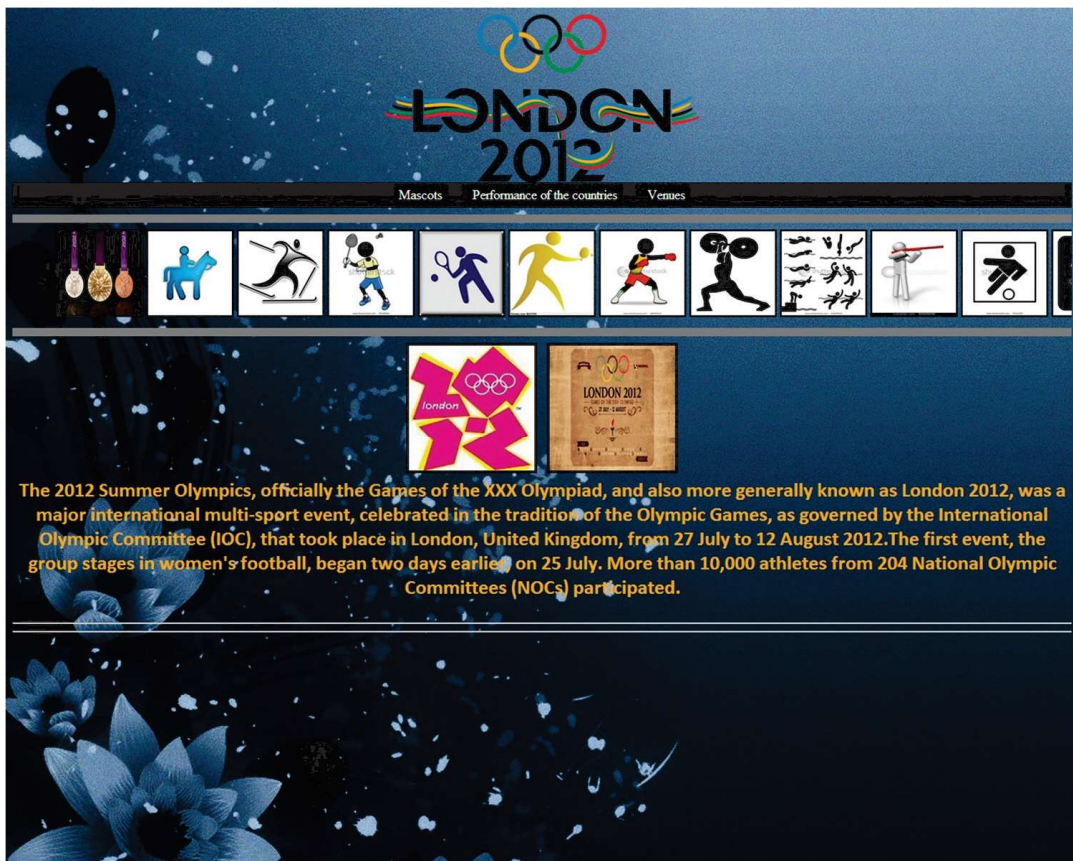 LONDON
2012
Mascots Performance of the countries Venues
london
LONDON 2012
The 2012 Summer Olympics, officially the Games of the XXX Olympiad, and also more generally known as London 2012, was a
major international multi-sport event, celebrated in the tradition of the Olympic Games, as governed by the International
Olympic Committee (IOC), that took place in London, United Kingdom, from 27 July to 12 August 2012.The first event, the
group stages in women's football, began two days earlier, on 25 July. More than 10,000 athletes from 204 National Olympic
Committees (NOCs) participated.